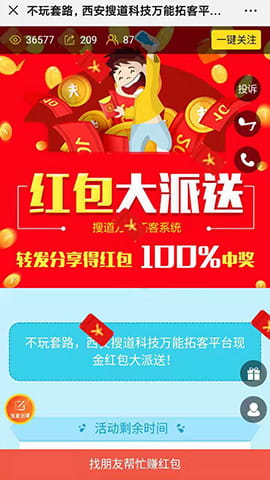 不玩套路，西安搜道科技万能拓客平...
36577
209
87
一键关注
投诉
红包大派送
搜道万 客系统
转发分享得红包 100%中奖
不玩套路，西安搜道科技万能拓客平台现
金红包大派送！
活动剩余时间
找朋友帮忙赚红包